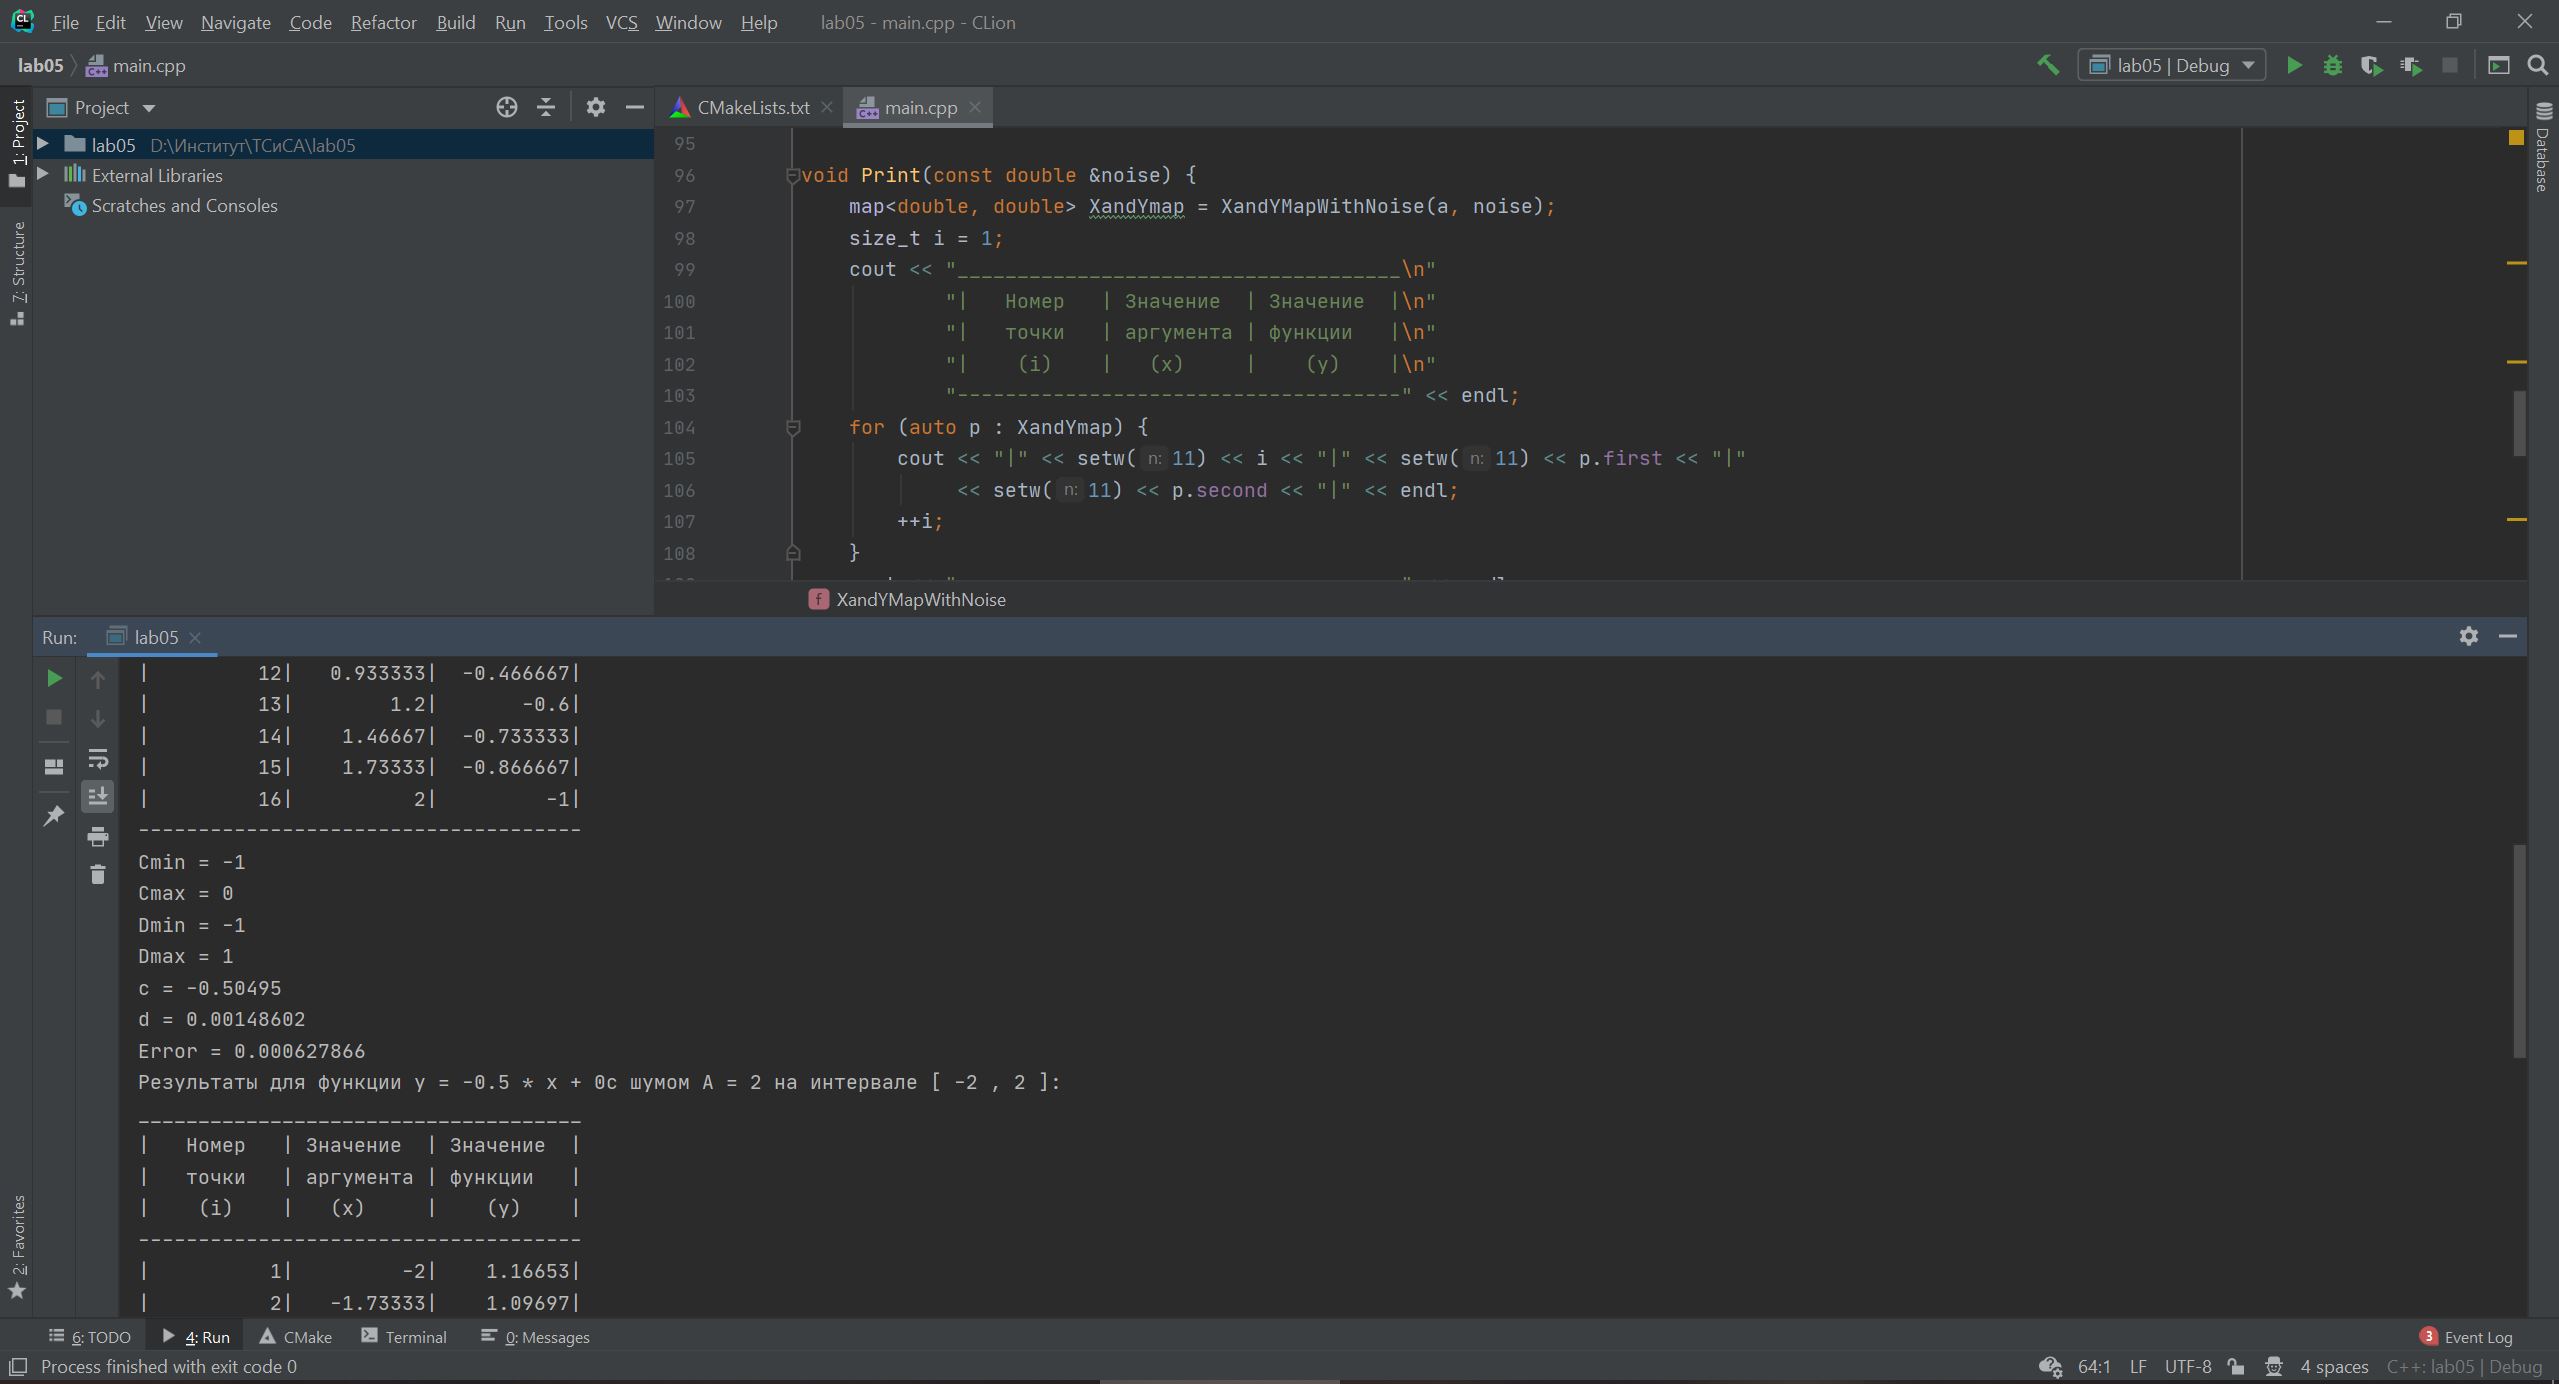 File Edit View Navigate Code Refactor Build Run Tools VCS Window Help lab05 - main.cpp - CLion
lab05 main.cpp
lab05 | Debug
1: Project
7: Structure
2: Favorites
Database
Project
lab05 D:\Институт\ТСиСА\lab05
External Libraries
Scratches and Consoles
CMakeLists.txt main.cpp
95
96 void Print(const double &noise) {
97 map<double, double> XandYmap = XandYMapWithNoise(a, noise);
98 size_t i = 1;
99 cout << "_____________________________________\n"
100 "|   Номер   | Значение  | Значение  |\n"
101 "|   точки   | аргумента | функции   |\n"
102 "|    (i)    |   (x)     |    (y)    |\n"
103 "-------------------------------------" << endl;
104 for (auto p : XandYmap) {
105 cout << "|" << setw( n: 11) << i << "|" << setw( n: 11) << p.first << "|"
106 << setw( n: 11) << p.second << "|" << endl;
107 ++i;
108 }
XandYMapWithNoise
Run: lab05
|         12|   0.933333|  -0.466667|
|         13|        1.2|       -0.6|
|         14|    1.46667|  -0.733333|
|         15|    1.73333|  -0.866667|
|         16|          2|         -1|
-------------------------------------
Cmin = -1
Cmax = 0
Dmin = -1
Dmax = 1
c = -0.50495
d = 0.00148602
Error = 0.000627866
Результаты для функции y = -0.5 * x + 0с шумом A = 2 на интервале [ -2 , 2 ]:
_____________________________________
|   Номер   | Значение  | Значение  |
|   точки   | аргумента | функции   |
|    (i)    |   (x)     |    (y)    |
-------------------------------------
|          1|         -2|    1.16653|
|          2|   -1.73333|    1.09697|
6: TODO 4: Run CMake Terminal 0: Messages 3 Event Log
Process finished with exit code 0 64:1 LF UTF-8 4 spaces C++: lab05 | Debug